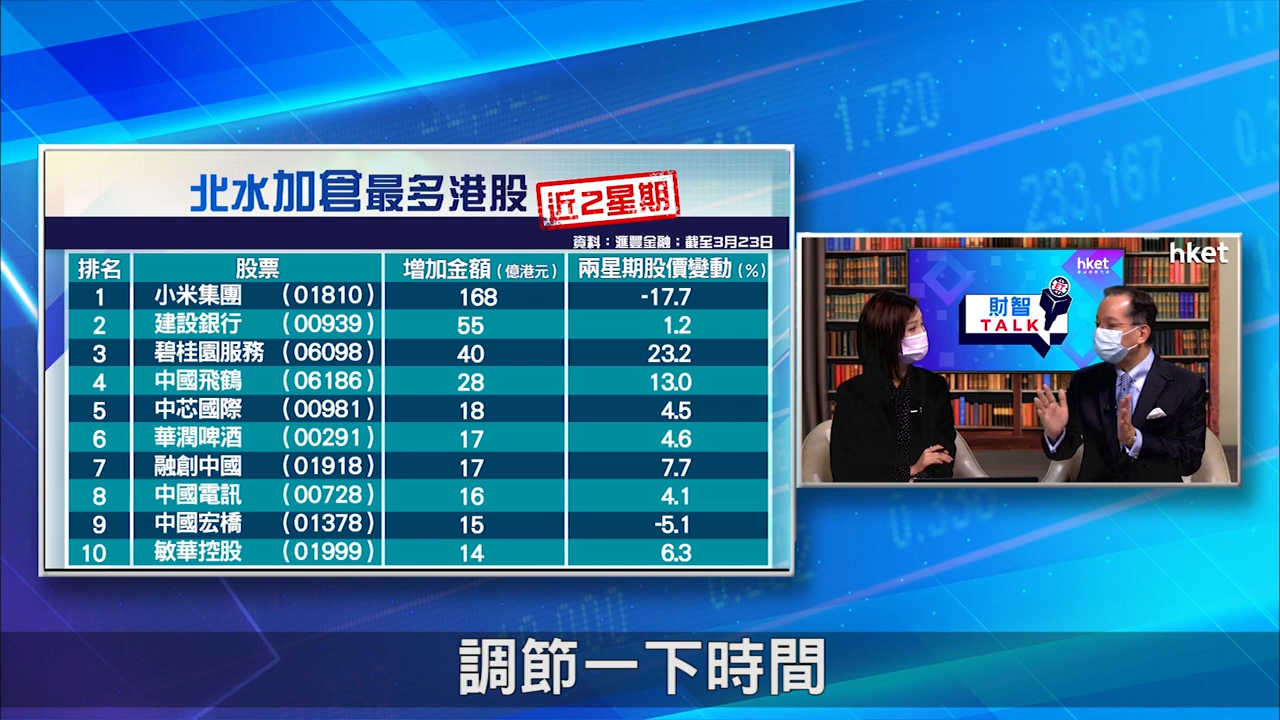 北水加倉最多港股 近2星期
資料：滙豐金融；截至3月23日
排名 股票 增加金額（億港元） 兩星期股價變動（%）
1 小米集團 （01810） 168 -17.7
2 建設銀行 （00939） 55 1.2
3 碧桂園服務 （06098） 40 23.2
4 中國飛鶴 （06186） 28 13.0
5 中芯國際 （00981） 18 4.5
6 華潤啤酒 （00291） 17 4.6
7 融創中國 （01918） 17 7.7
8 中國電訊 （00728） 16 4.1
9 中國宏橋 （01378） 15 -5.1
10 敏華控股 （01999） 14 6.3
hket
hket
財智
TALK
1.720
9,996
調節一下時間